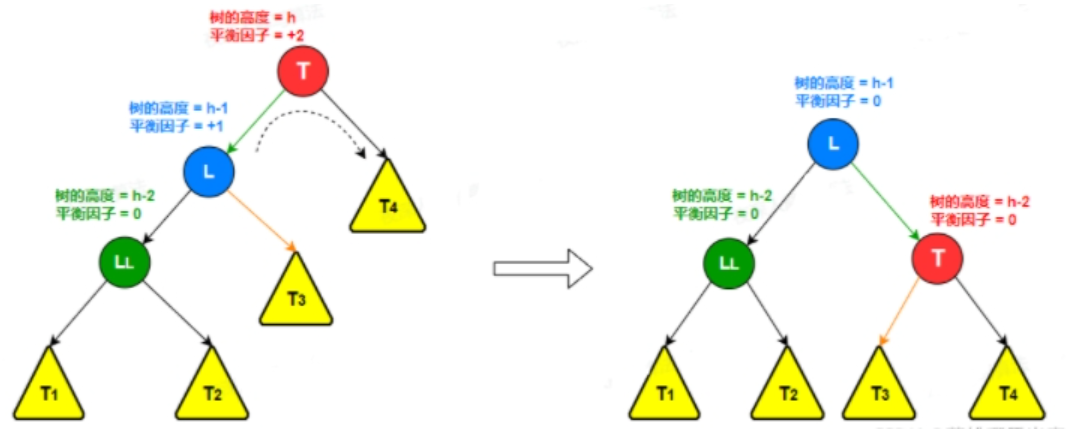 树的高度 = h
平衡因子 = +2
T
树的高度 = h-1
平衡因子 = +1
L
T4
树的高度 = h-2
平衡因子 = 0
LL
T3
T1
T2
树的高度 = h-1
平衡因子 = 0
L
树的高度 = h-2
平衡因子 = 0
LL
树的高度 = h-2
平衡因子 = 0
T
T1
T2
T3
T4